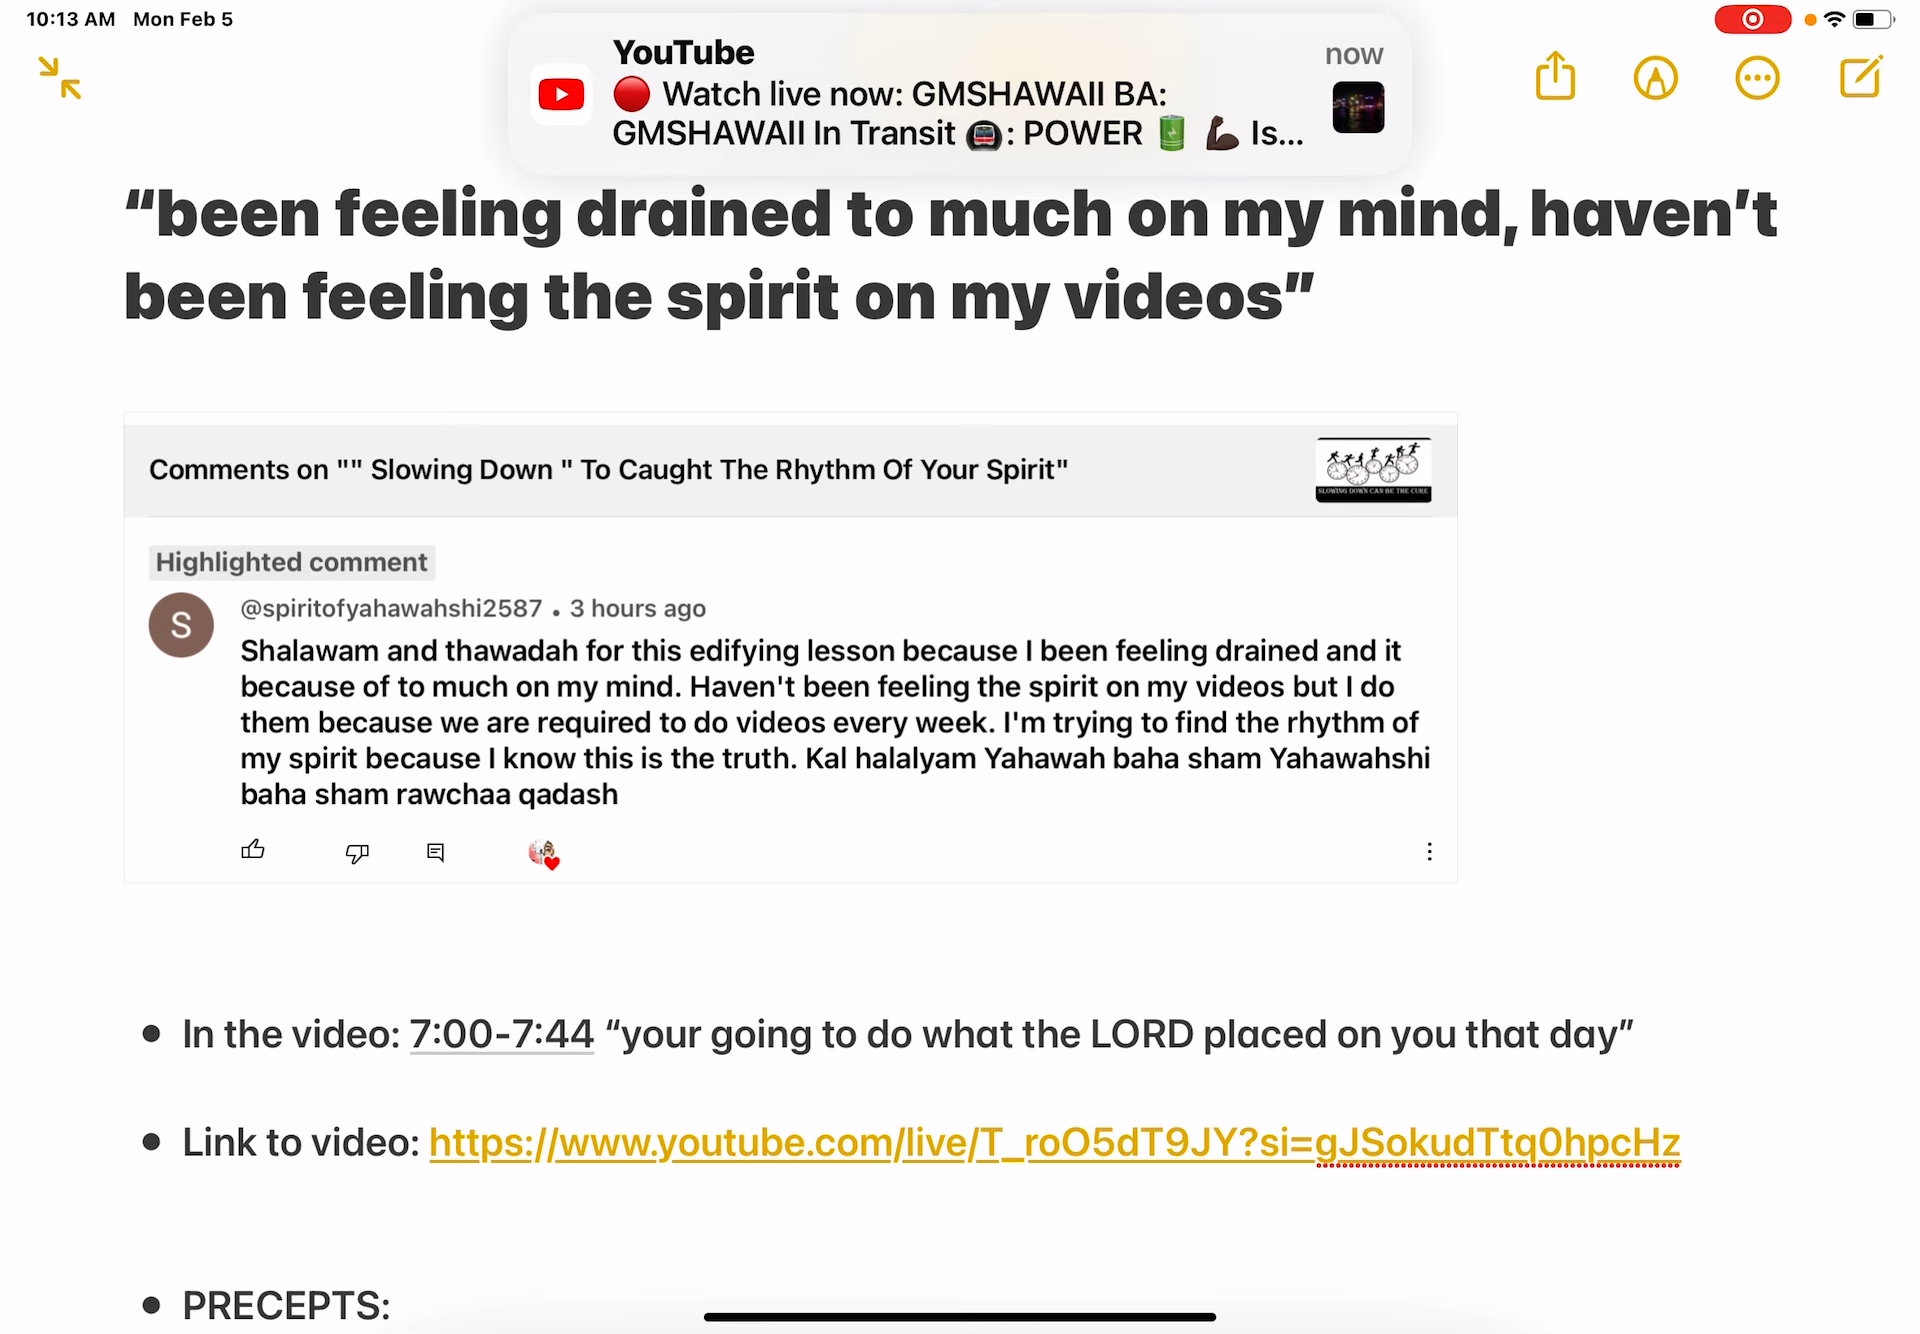 10:13 AM Mon Feb 5
YouTube
now
Watch live now: GMSHAWAII BA:
GMSHAWAII In Transit 🚇: POWER 🔋 💪🏿 Is...
“been feeling drained to much on my mind, haven’t
been feeling the spirit on my videos”
Comments on "" Slowing Down " To Caught The Rhythm Of Your Spirit"
SLOWING DOWN CAN BE THE CURE
Highlighted comment
S
@spiritofyahawahshi2587 • 3 hours ago
Shalawam and thawadah for this edifying lesson because I been feeling drained and it
because of to much on my mind. Haven't been feeling the spirit on my videos but I do
them because we are required to do videos every week. I'm trying to find the rhythm of
my spirit because I know this is the truth. Kal halalyam Yahawah baha sham Yahawahshi
baha sham rawchaa qadash
• In the video: 7:00-7:44 “your going to do what the LORD placed on you that day”
• Link to video: https://www.youtube.com/live/T_roO5dT9JY?si=gJSokudTtq0hpcHz
• PRECEPTS: